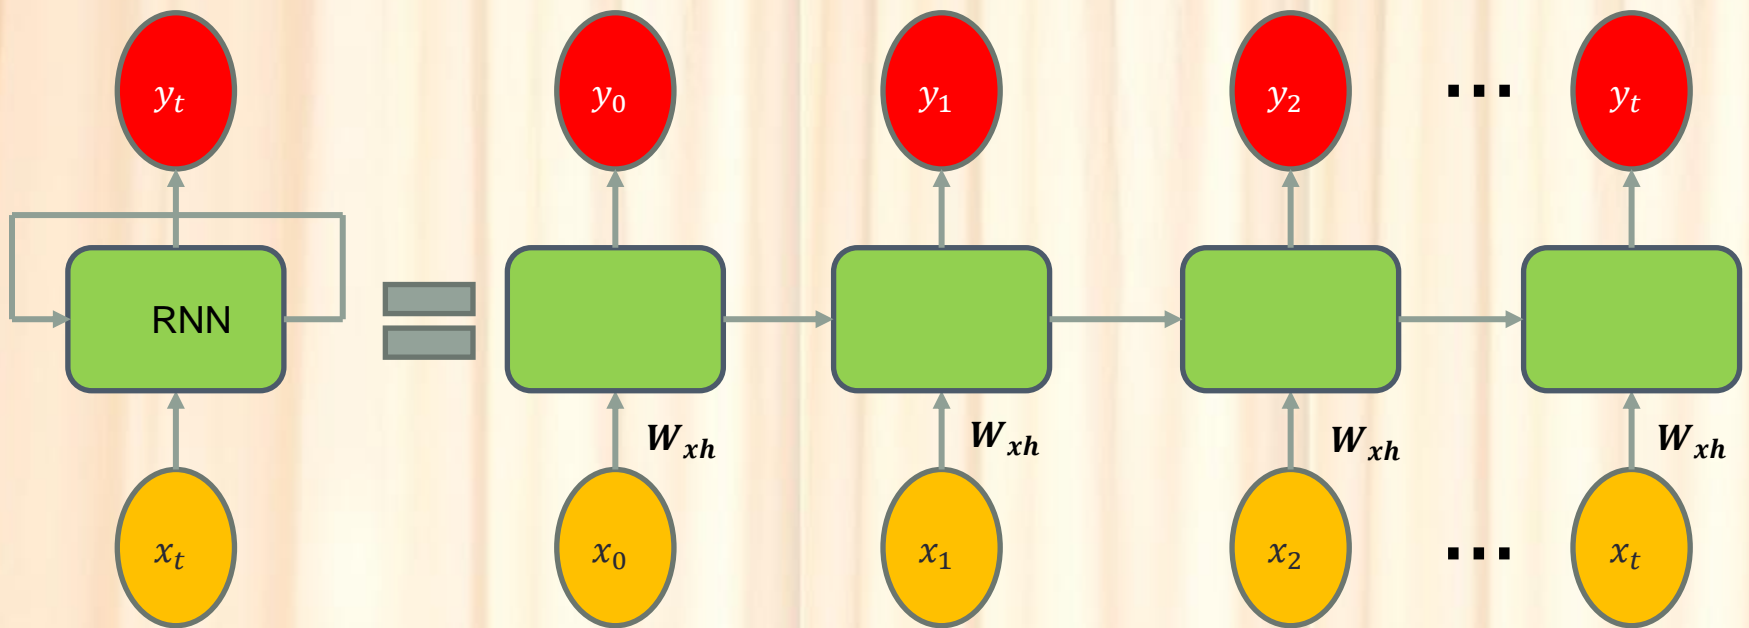 y_t y_0 y_1 y_2 ... y_t
RNN
W_xh W_xh W_xh W_xh
x_t x_0 x_1 x_2 ... x_t